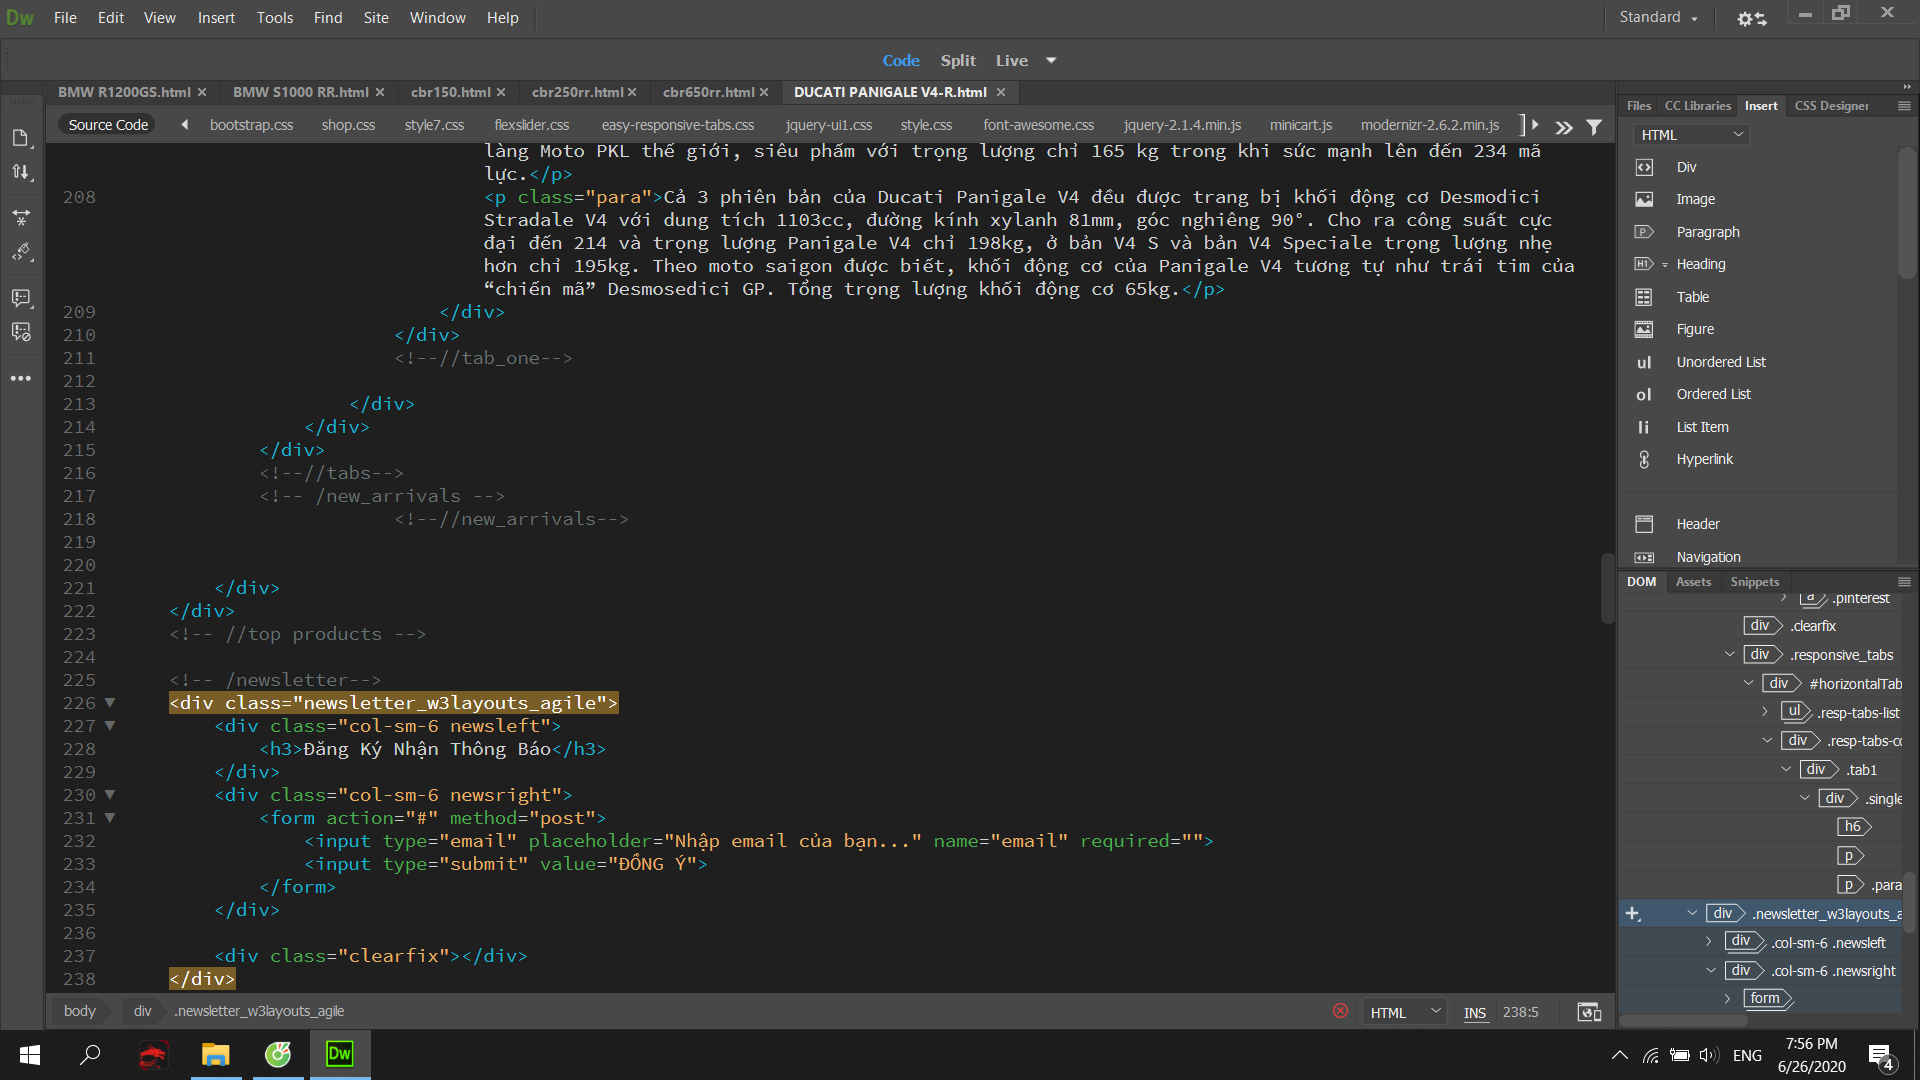 Dw File Edit View Insert Tools Find Site Window Help Standard
Code Split Live
BMW R1200GS.html BMW S1000 RR.html cbr150.html cbr250rr.html cbr650rr.html DUCATI PANIGALE V4-R.html
Source Code bootstrap.css shop.css style7.css flexslider.css easy-responsive-tabs.css jquery-ui1.css style.css font-awesome.css jquery-2.1.4.min.js minicart.js modernizr-2.6.2.min.js
làng Moto PKL thế giới, siêu phẩm với trọng lượng chỉ 165 kg trong khi sức mạnh lên đến 234 mã
lực.</p>
208 <p class="para">Cả 3 phiên bản của Ducati Panigale V4 đều được trang bị khối động cơ Desmodici
Stradale V4 với dung tích 1103cc, đường kính xylanh 81mm, góc nghiêng 90°. Cho ra công suất cực
đại đến 214 và trọng lượng Panigale V4 chỉ 198kg, ở bản V4 S và bản V4 Speciale trọng lượng nhẹ
hơn chỉ 195kg. Theo moto saigon được biết, khối động cơ của Panigale V4 tương tự như trái tim của
“chiến mã” Desmosedici GP. Tổng trọng lượng khối động cơ 65kg.</p>
209 </div>
210 </div>
211 <!--//tab_one-->
212
213 </div>
214 </div>
215 </div>
216 <!--//tabs-->
217 <!-- /new_arrivals -->
218 <!--//new_arrivals-->
219
220
221 </div>
222 </div>
223 <!-- //top products -->
224
225 <!-- /newsletter-->
226 <div class="newsletter_w3layouts_agile">
227 <div class="col-sm-6 newsleft">
228 <h3>Đăng Ký Nhận Thông Báo</h3>
229 </div>
230 <div class="col-sm-6 newsright">
231 <form action="#" method="post">
232 <input type="email" placeholder="Nhập email của bạn..." name="email" required="">
233 <input type="submit" value="ĐỒNG Ý">
234 </form>
235 </div>
236
237 <div class="clearfix"></div>
238 </div>
body div .newsletter_w3layouts_agile HTML INS 238:5
Files CC Libraries Insert CSS Designer
HTML
Div
Image
P Paragraph
H1 Heading
Table
Figure
ul Unordered List
ol Ordered List
li List Item
Hyperlink
Header
Navigation
DOM Assets Snippets
a .pinterest
div .clearfix
div .responsive_tabs
div #horizontalTab
ul .resp-tabs-list
div .resp-tabs-co
div .tab1
div .single
h6
p
p .para
div .newsletter_w3layouts_a
div .col-sm-6 .newsleft
div .col-sm-6 .newsright
form
Dw
ENG
7:56 PM
6/26/2020
4